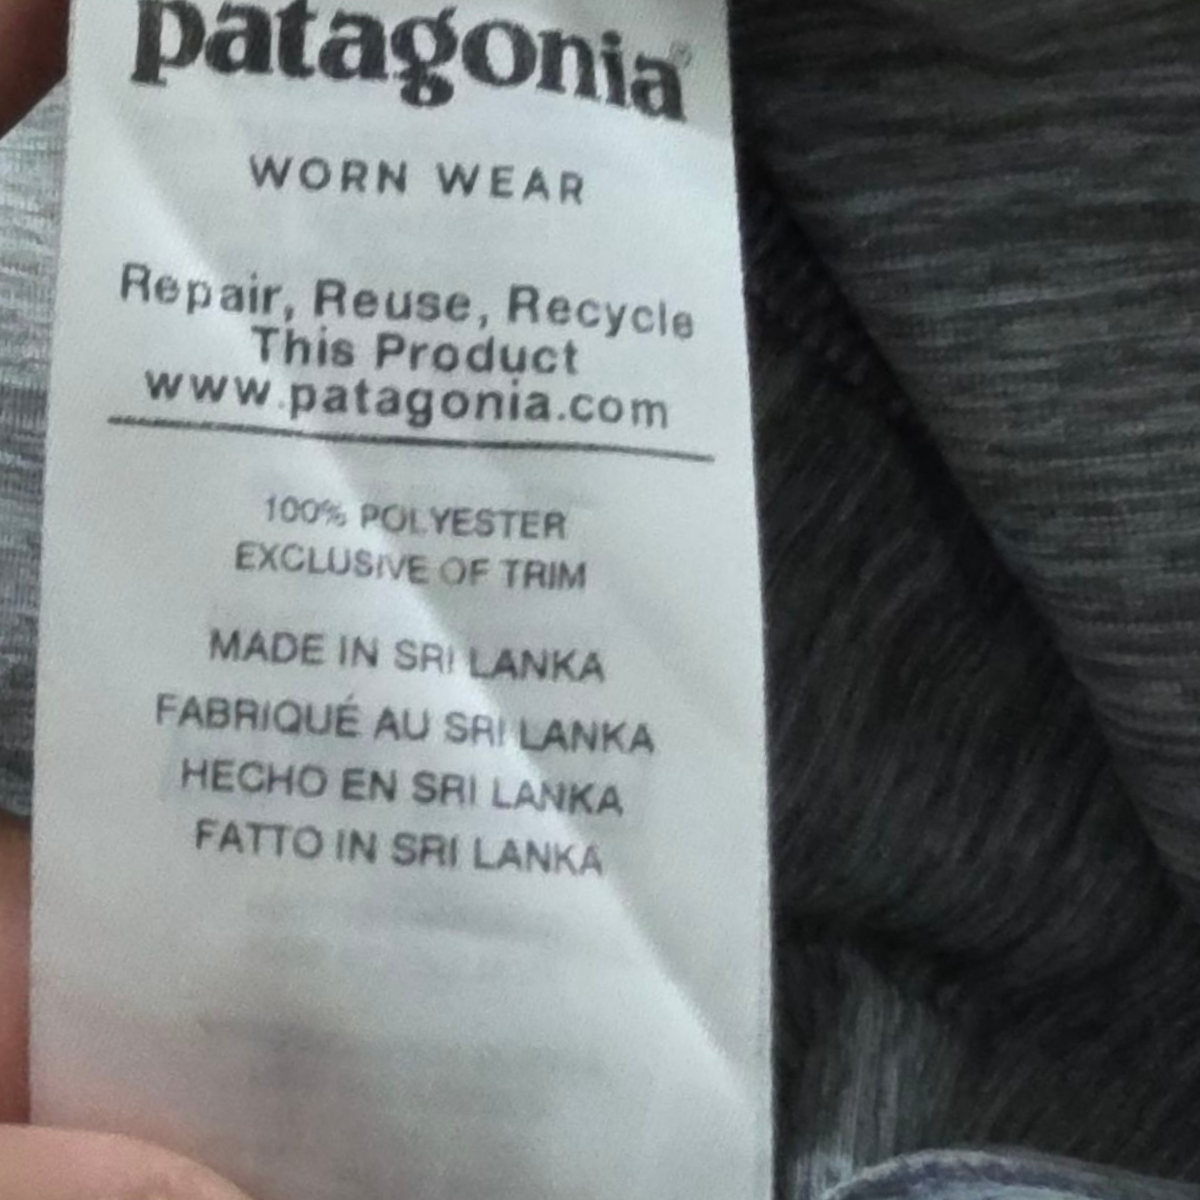 patagonia®
WORN WEAR
Repair, Reuse, Recycle
This Product
www.patagonia.com
100% POLYESTER
EXCLUSIVE OF TRIM
MADE IN SRI LANKA
FABRIQUÉ AU SRI LANKA
HECHO EN SRI LANKA
FATTO IN SRI LANKA